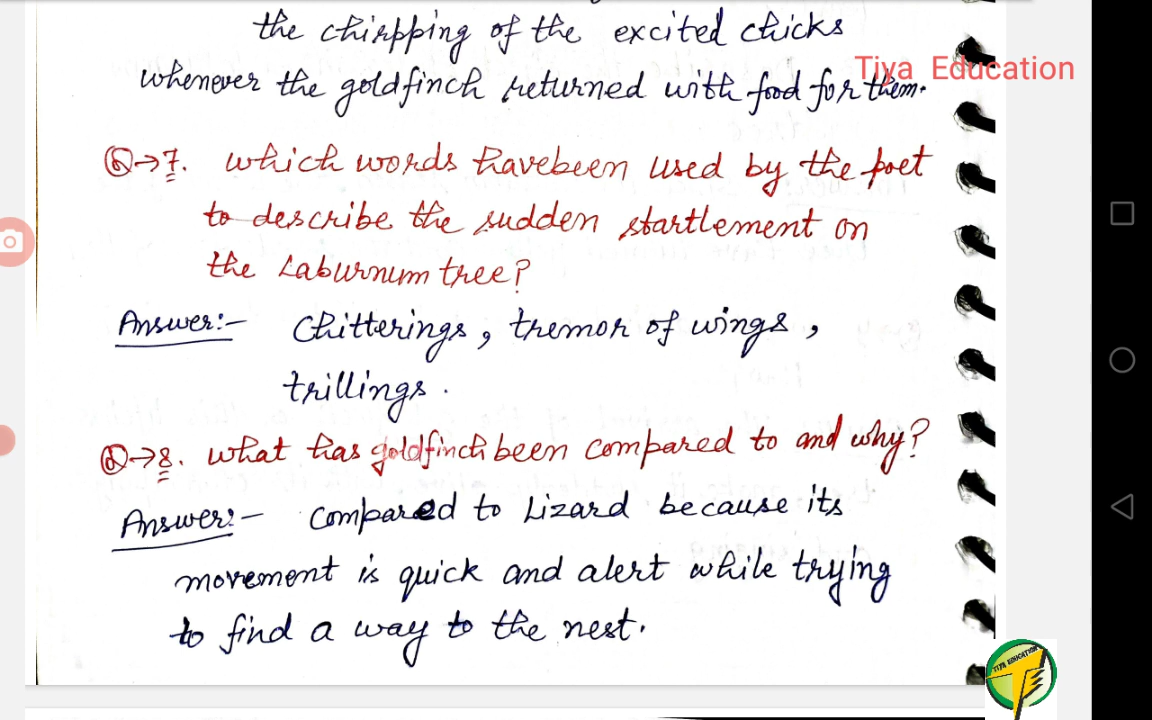 the chirpping of the excited chicks
Tiya Education
whenever the goldfinch returned with food for them.
Q→7. which words havebeen used by the poet
to describe the sudden startlement on
the Laburnum tree?
Answer:- Chitterings, tremor of wings,
trillings.
Q→8. what has goldfinch been compared to and why?
Answer:- Compared to Lizard because its
movement is quick and alert while trying
to find a way to the nest.
TIYA EDUCATION